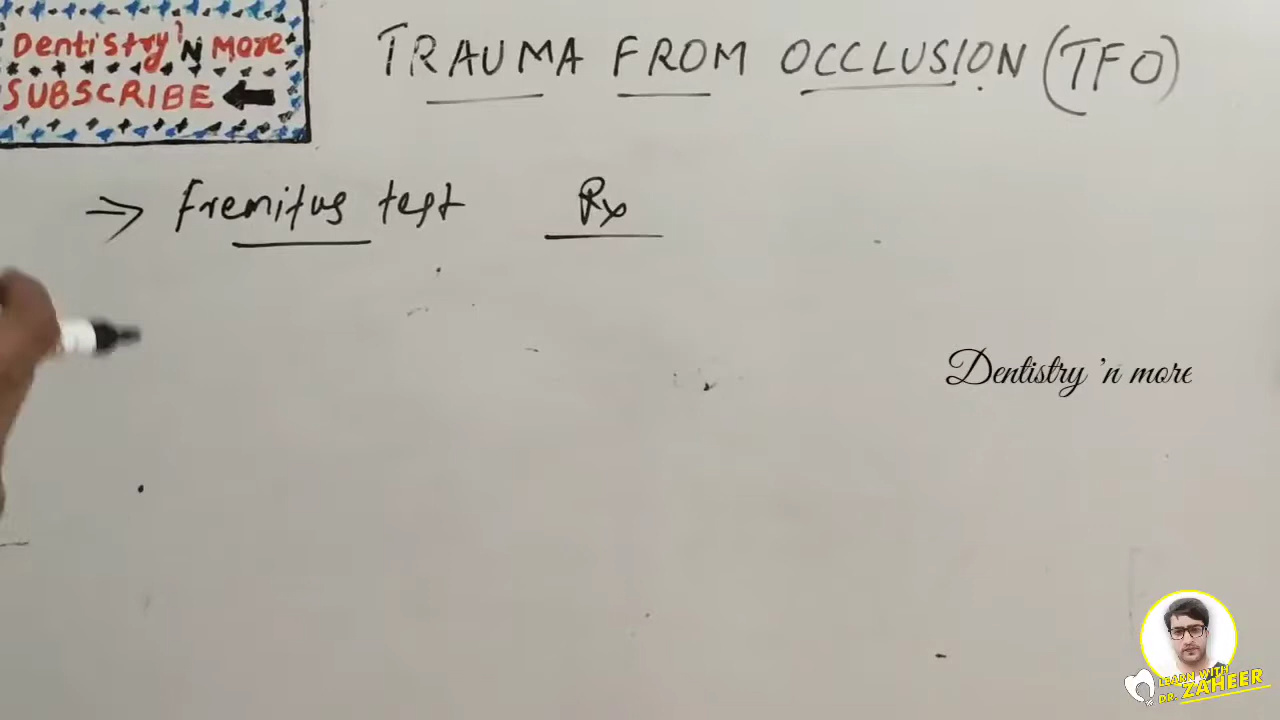 Dentistry'n More
SUBSCRIBE
TRAUMA FROM OCCLUSION (TFO)
⇒ Fremitus test Rx
Dentistry 'n more
LEARN WITH
DR. ZAHEER